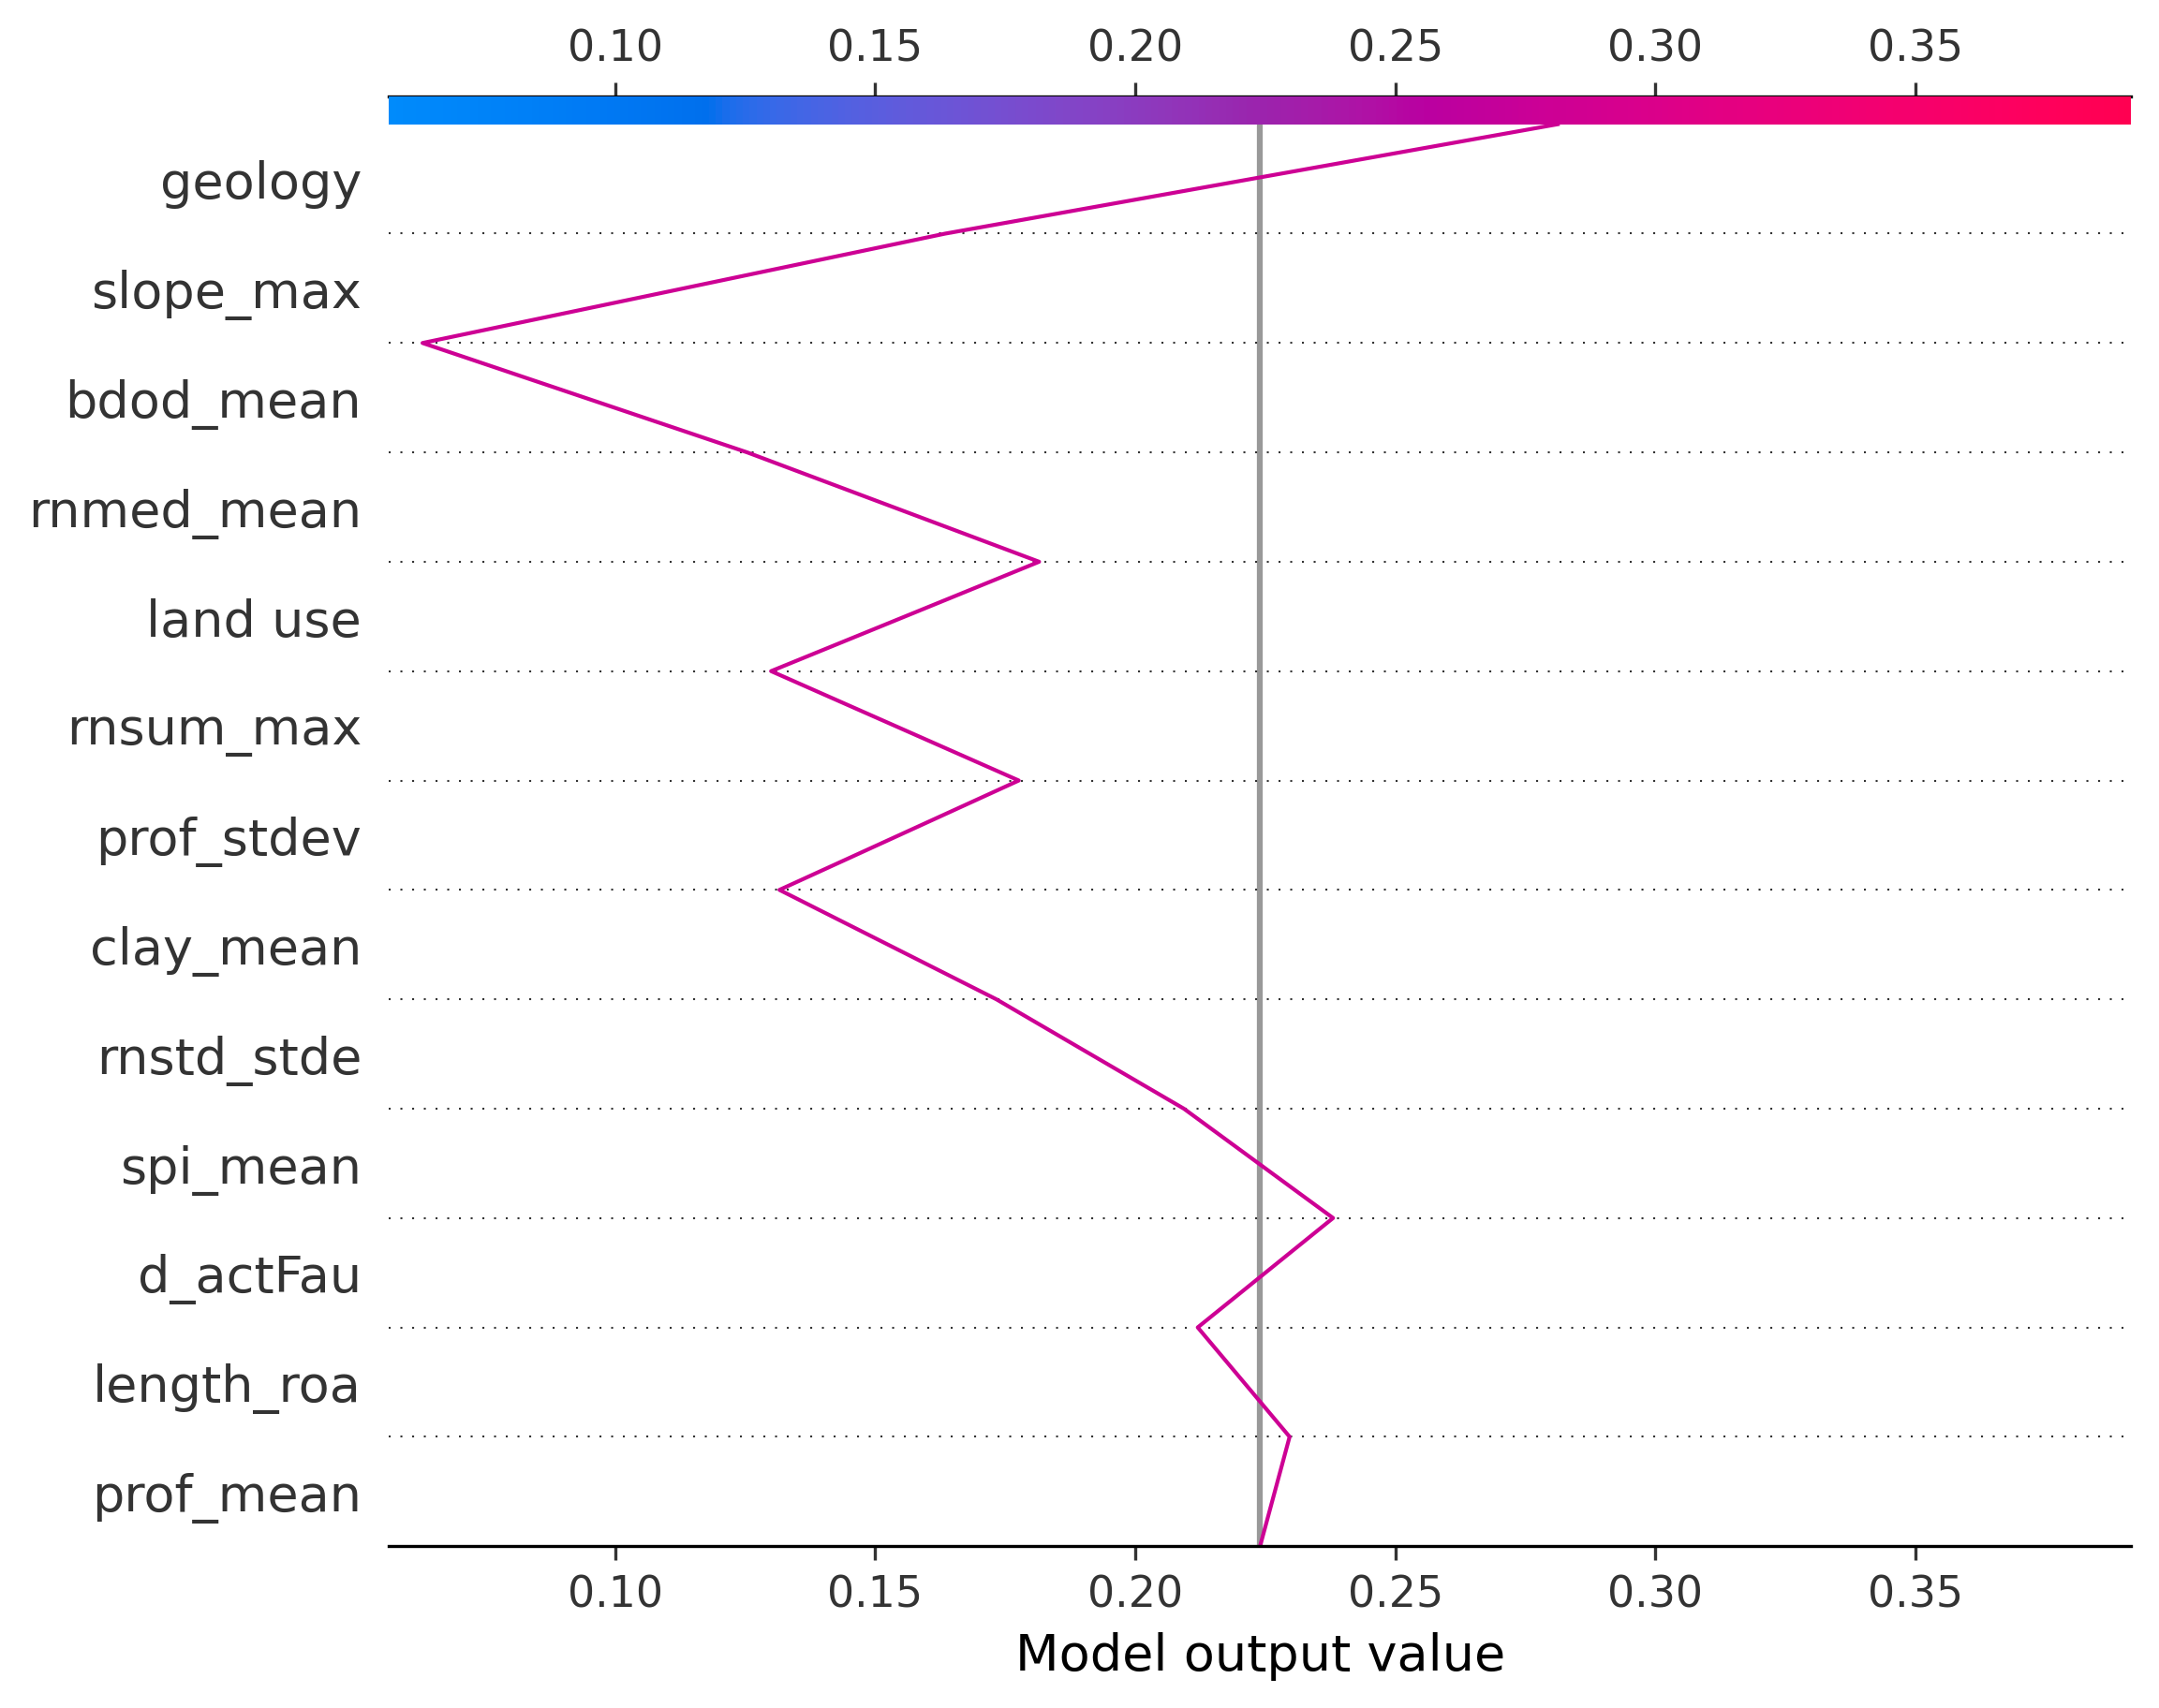 0.10 0.15 0.20 0.25 0.30 0.35
geology
slope_max
bdod_mean
rnmed_mean
land use
rnsum_max
prof_stdev
clay_mean
rnstd_stde
spi_mean
d_actFau
length_roa
prof_mean
0.10 0.15 0.20 0.25 0.30 0.35
Model output value